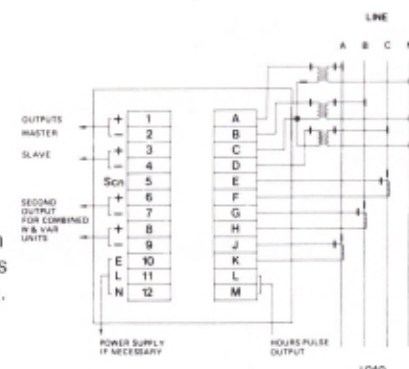 LINE
A B C
OUTPUTS
MASTER
SLAVE
SECOND
OUTPUT
FOR COMBINED
W & VAR
UNITS
+ 1
− 2
+ 3
− 4
Scn 5
+ 6
− 7
+ 8
− 9
E 10
L 11
N 12
A
B
C
D
E
F
G
H
J
K
L
M
POWER SUPPLY
IF NECESSARY
HOURS PULSE
OUTPUT